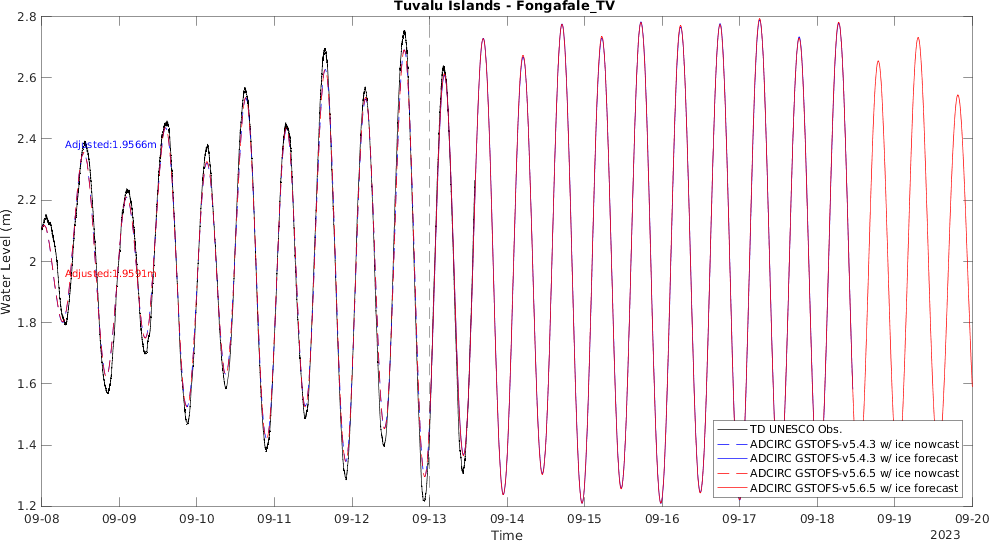 Tuvalu Islands - Fongafale_TV
2.8
2.6
2.4
2.2
2
1.8
1.6
1.4
1.2
Water Level (m)
Adjusted:1.9566m
Adjusted:1.9591m
TD UNESCO Obs.
ADCIRC GSTOFS-v5.4.3 w/ ice nowcast
ADCIRC GSTOFS-v5.4.3 w/ ice forecast
ADCIRC GSTOFS-v5.6.5 w/ ice nowcast
ADCIRC GSTOFS-v5.6.5 w/ ice forecast
09-08 09-09 09-10 09-11 09-12 09-13 09-14 09-15 09-16 09-17 09-18 09-19 09-20
Time
2023